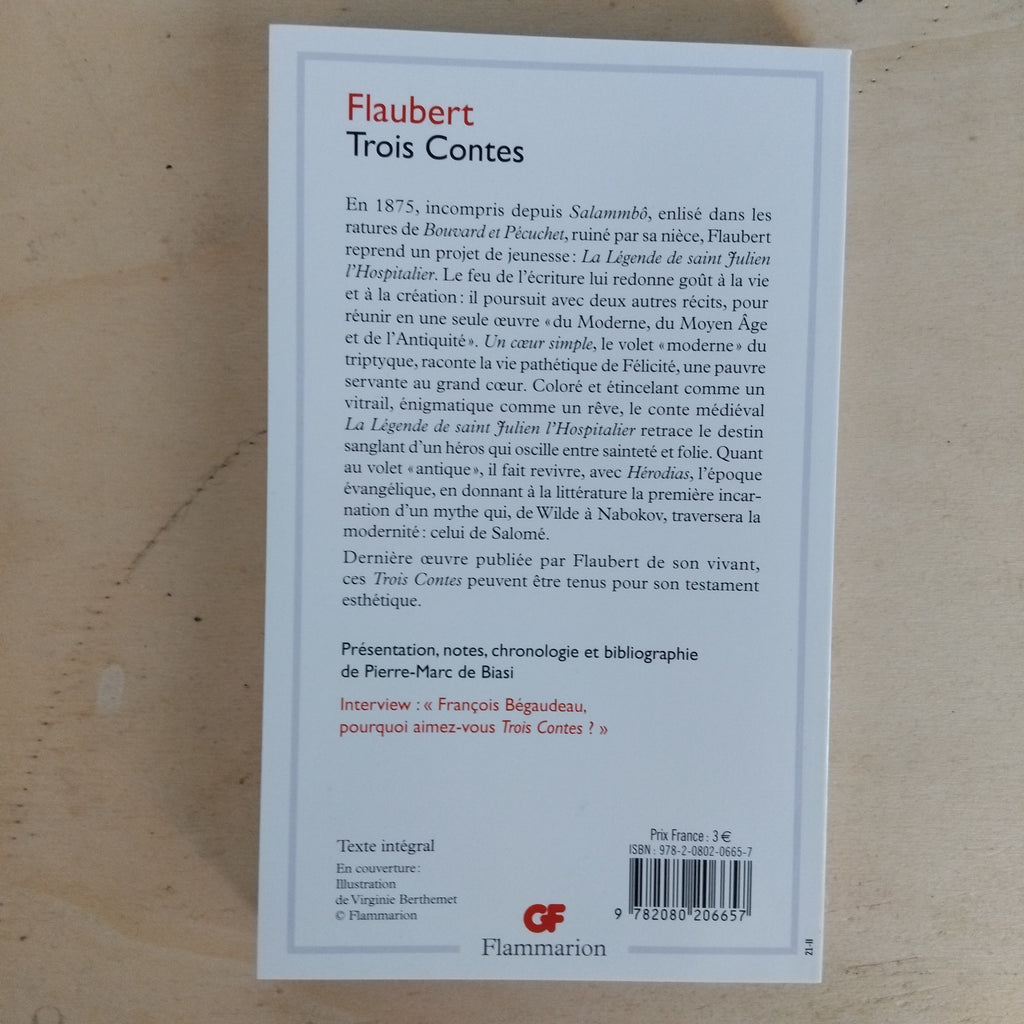 Flaubert
Trois Contes
En 1875, incompris depuis Salammbô, enlisé dans les
ratures de Bouvard et Pécuchet, ruiné par sa nièce, Flaubert
reprend un projet de jeunesse : La Légende de saint Julien
l'Hospitalier. Le feu de l'écriture lui redonne goût à la vie
et à la création : il poursuit avec deux autres récits, pour
réunir en une seule œuvre « du Moderne, du Moyen Âge
et de l'Antiquité ». Un cœur simple, le volet « moderne » du
triptyque, raconte la vie pathétique de Félicité, une pauvre
servante au grand cœur. Coloré et étincelant comme un
vitrail, énigmatique comme un rêve, le conte médiéval
La Légende de saint Julien l'Hospitalier retrace le destin
sanglant d'un héros qui oscille entre sainteté et folie. Quant
au volet « antique », il fait revivre, avec Hérodias, l'époque
évangélique, en donnant à la littérature la première incar-
nation d'un mythe qui, de Wilde à Nabokov, traversera la
modernité : celui de Salomé.
Dernière œuvre publiée par Flaubert de son vivant,
ces Trois Contes peuvent être tenus pour son testament
esthétique.
Présentation, notes, chronologie et bibliographie
de Pierre-Marc de Biasi
Interview : « François Bégaudeau,
pourquoi aimez-vous Trois Contes ? »
Texte intégral
En couverture :
Illustration
de Virginie Berthemet
© Flammarion
Prix France : 3 €
ISBN : 978-2-0802-0665-7
9 782080 206657
GF
Flammarion
21-II